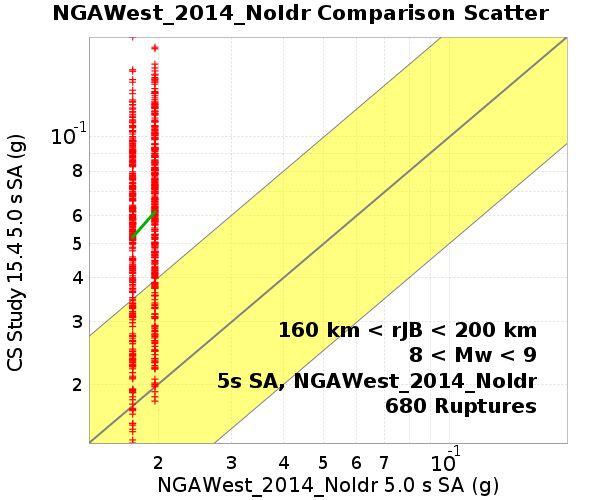 NGAWest_2014_NoIdr Comparison Scatter
CS Study 15.4 5.0 s SA (g)
10-1
8
6
5
4
3
2
160 km < rJB < 200 km
8 < Mw < 9
5s SA, NGAWest_2014_NoIdr
680 Ruptures
2 3 4 5 6 7 10-1
NGAWest_2014_NoIdr 5.0 s SA (g)